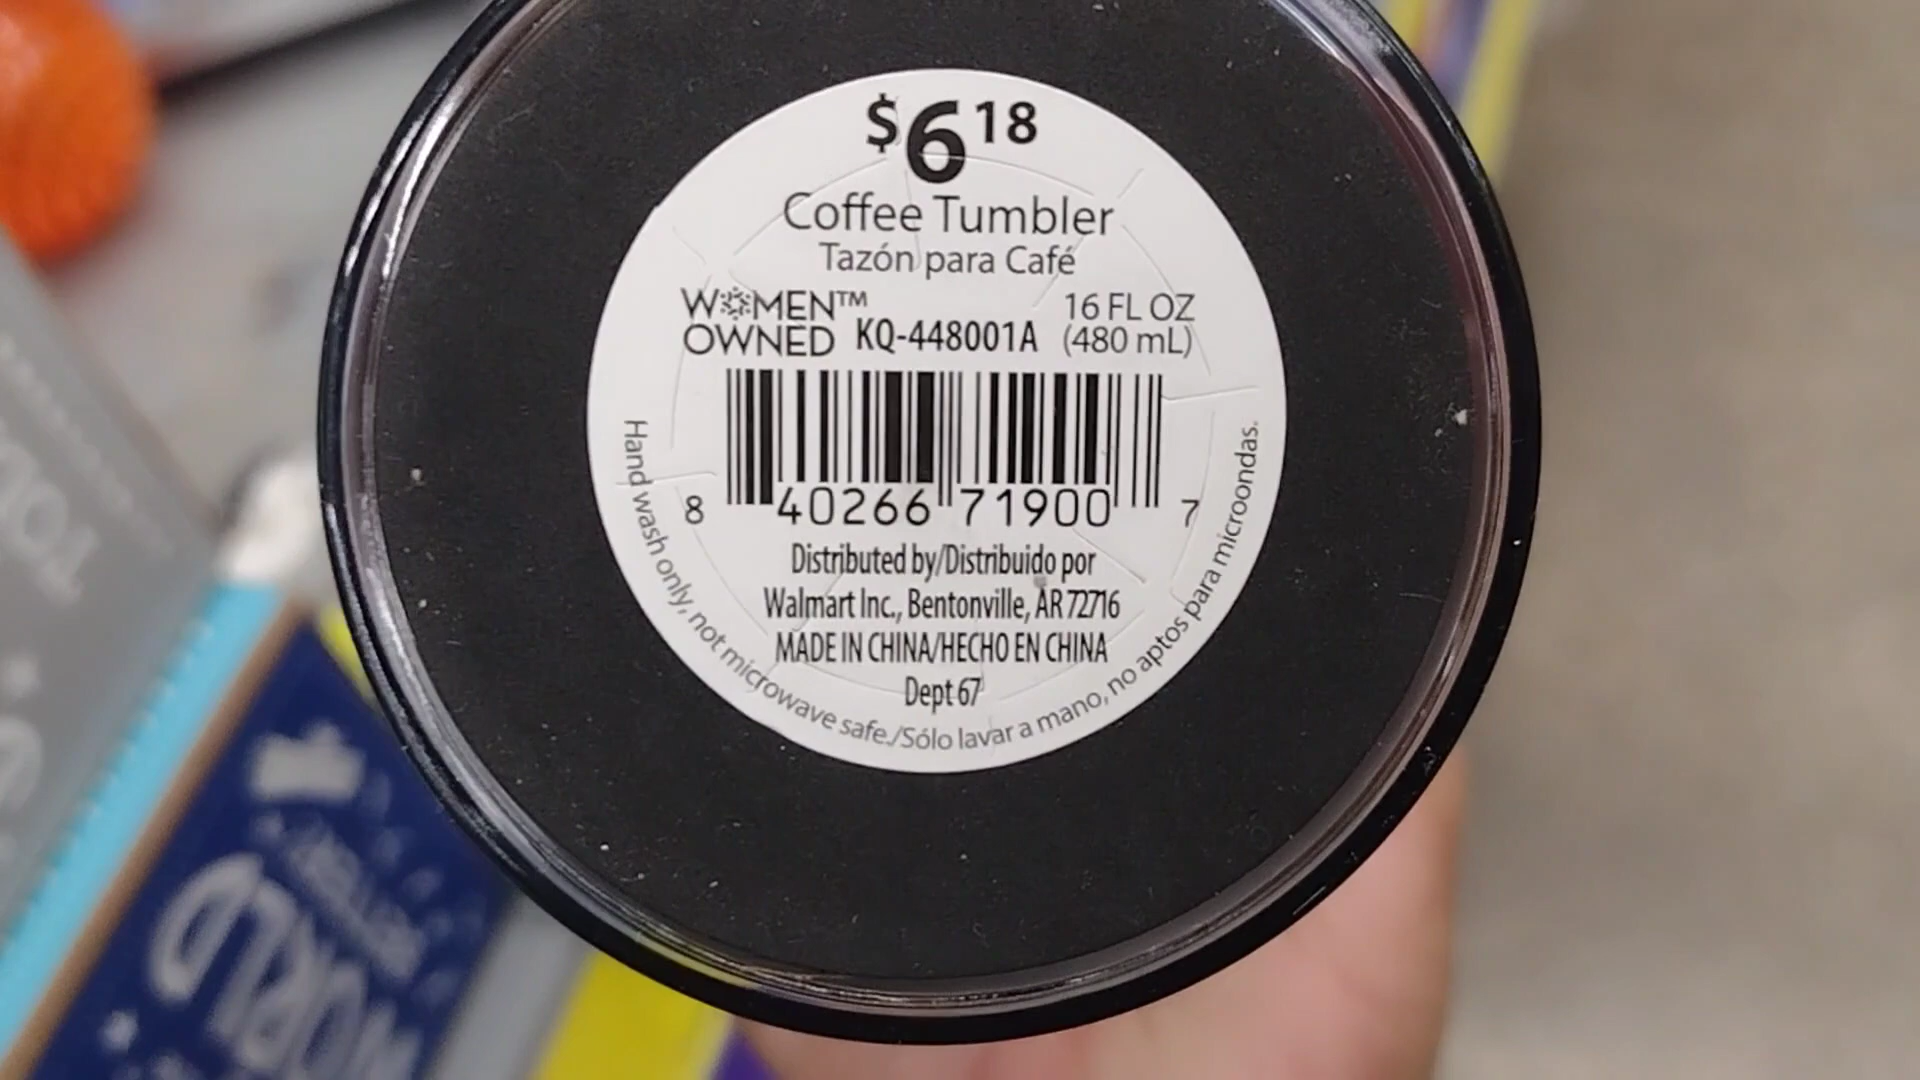 $6 18
Coffee Tumbler
Tazón para Café
WOMEN™
OWNED
KQ-448001A
16 FL OZ
(480 mL)
8 40266 71900 7
Distributed by/Distribuido por
Walmart Inc., Bentonville, AR 72716
MADE IN CHINA/HECHO EN CHINA
Dept 67
Hand wash only, not microwave safe./Sólo lavar a mano, no aptos para microondas.
BETTER
WORLD